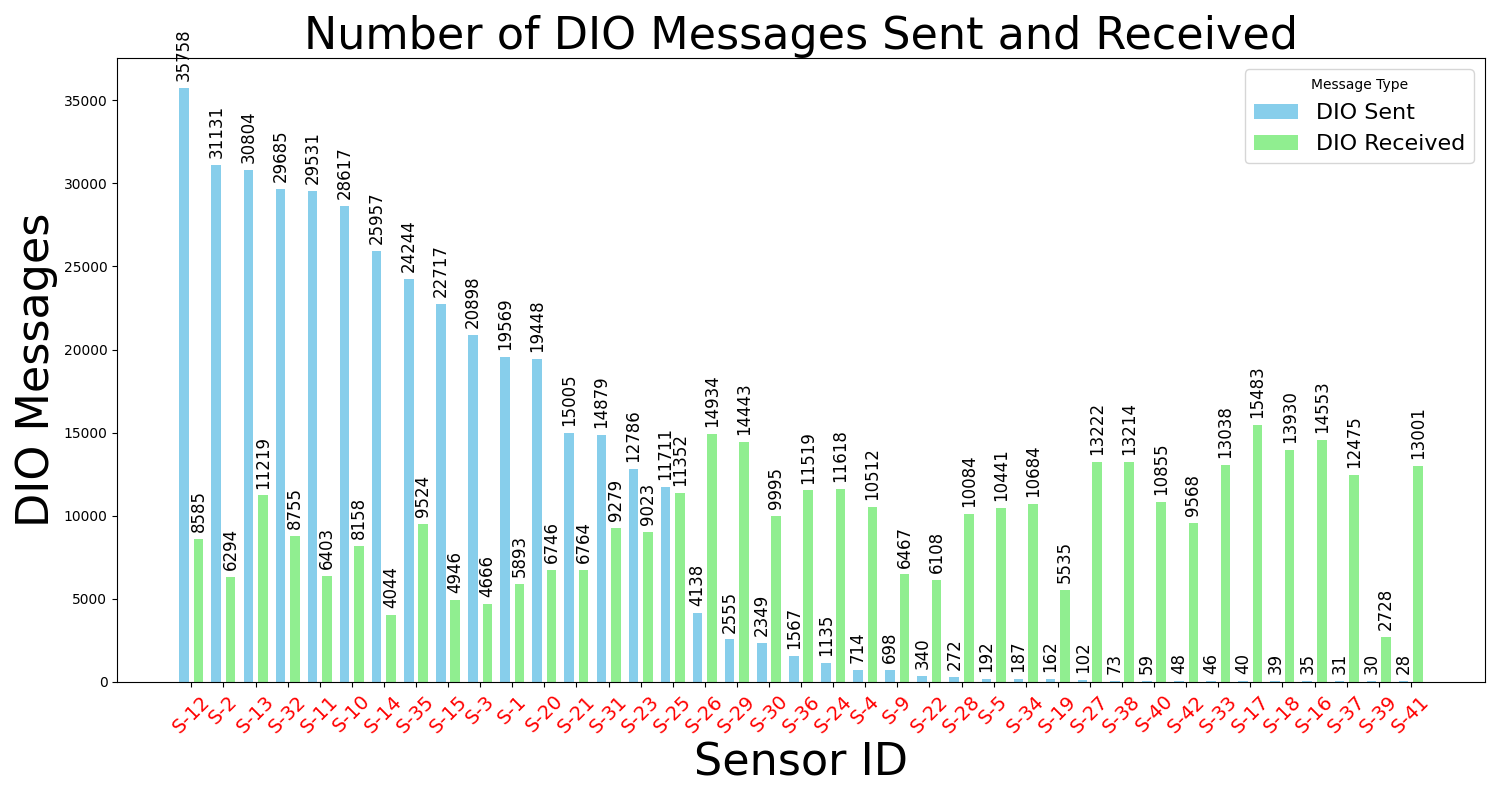 Number of DIO Messages Sent and Received
Message Type
DIO Sent
DIO Received
DIO Messages
35000
30000
25000
20000
15000
10000
5000
0
35758
8585
31131
6294
30804
11219
29685
8755
29531
6403
28617
8158
25957
4044
24244
9524
22717
4946
20898
4666
19569
5893
19448
6746
15005
6764
14879
9279
12786
9023
11711
11352
4138
14934
2555
14443
2349
9995
1567
11519
1135
11618
714
10512
698
6467
340
6108
272
10084
192
10441
187
10684
162
5535
102
13222
73
13214
59
10855
48
9568
46
13038
40
15483
39
13930
35
14553
31
12475
30
2728
28
13001
S-12
S-2
S-13
S-32
S-11
S-10
S-14
S-35
S-15
S-3
S-1
S-20
S-21
S-31
S-23
S-25
S-26
S-29
S-30
S-36
S-24
S-4
S-9
S-22
S-28
S-5
S-34
S-19
S-27
S-38
S-40
S-42
S-33
S-17
S-18
S-16
S-37
S-39
S-41
Sensor ID